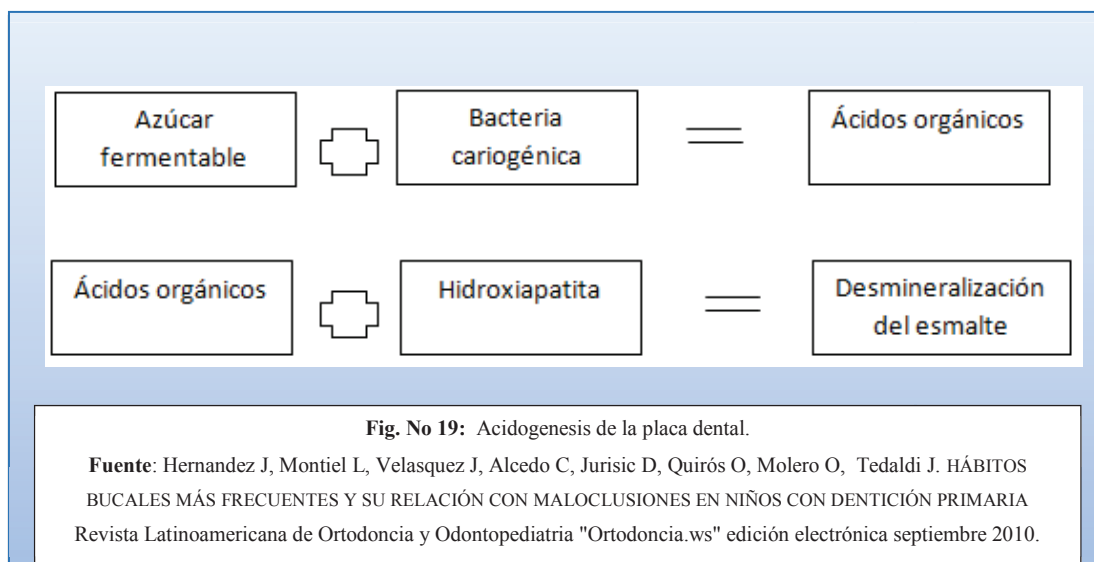 Azúcar
fermentable
Bacteria
cariogénica
Ácidos orgánicos
Ácidos orgánicos
Hidroxiapatita
Desmineralización
del esmalte
Fig. No 19: Acidogenesis de la placa dental.
Fuente: Hernandez J, Montiel L, Velasquez J, Alcedo C, Jurisic D, Quirós O, Molero O, Tedaldi J. HÁBITOS
BUCALES MÁS FRECUENTES Y SU RELACIÓN CON MALOCLUSIONES EN NIÑOS CON DENTICIÓN PRIMARIA
Revista Latinoamericana de Ortodoncia y Odontopediatria "Ortodoncia.ws" edición electrónica septiembre 2010.